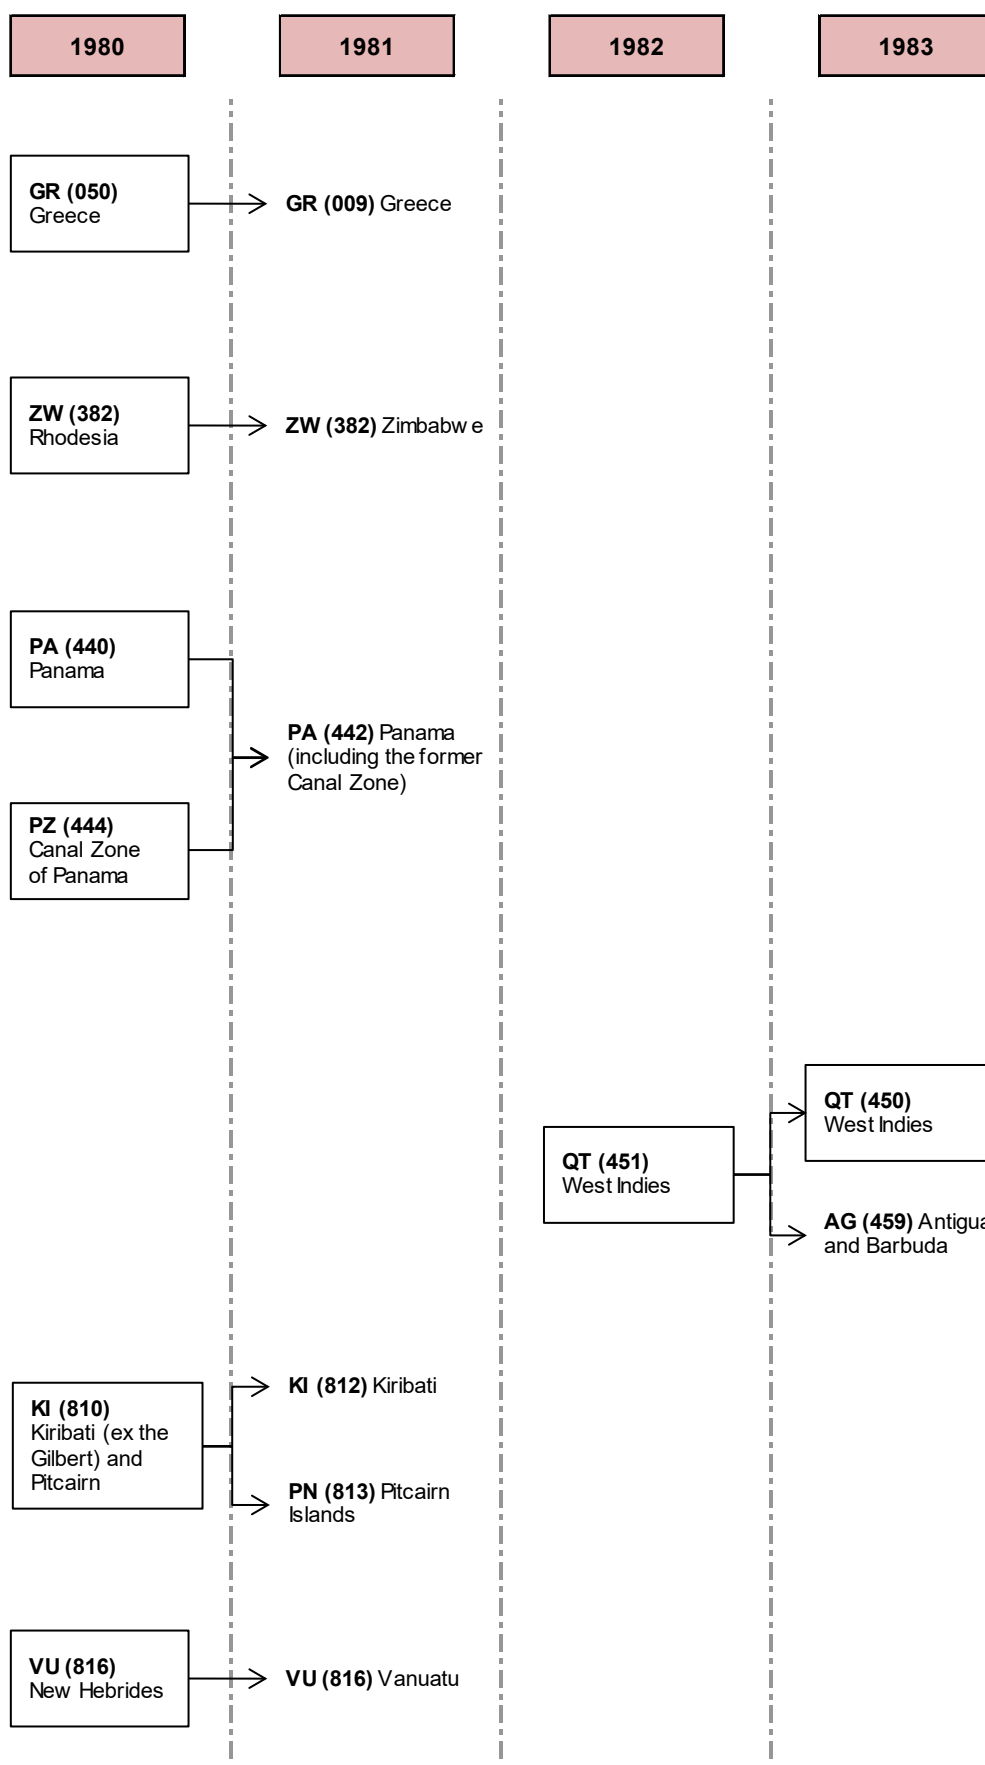 1980
1981
1982
1983
GR (050)
Greece
GR (009) Greece
ZW (382)
Rhodesia
ZW (382) Zimbabwe
PA (440)
Panama
PA (442) Panama
(including the former
Canal Zone)
PZ (444)
Canal Zone
of Panama
QT (451)
West Indies
QT (450)
West Indies
AG (459) Antigua
and Barbuda
KI (810)
Kiribati (ex the
Gilbert) and
Pitcairn
KI (812) Kiribati
PN (813) Pitcairn
Islands
VU (816)
New Hebrides
VU (816) Vanuatu